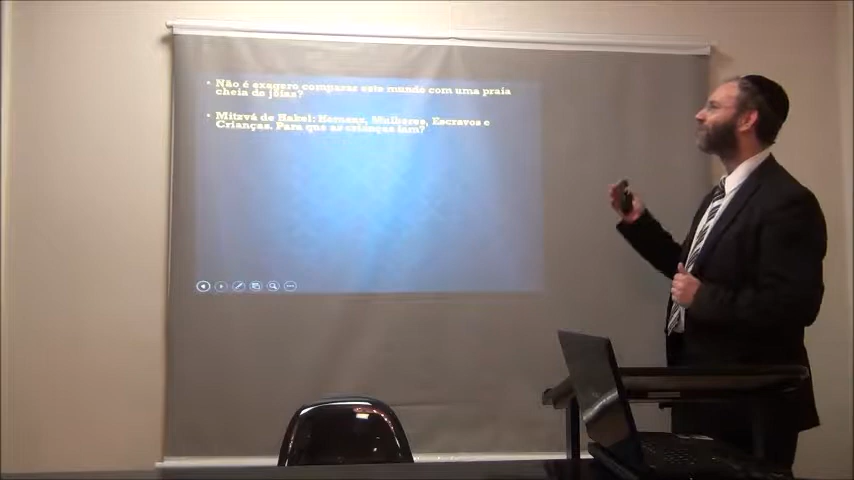 • Não é exagero comparar este mundo com uma praia
cheia de jóias?
• Mitzvá de Hakel: Homens, Mulheres, Escravos e
Crianças. Para que as crianças iam?